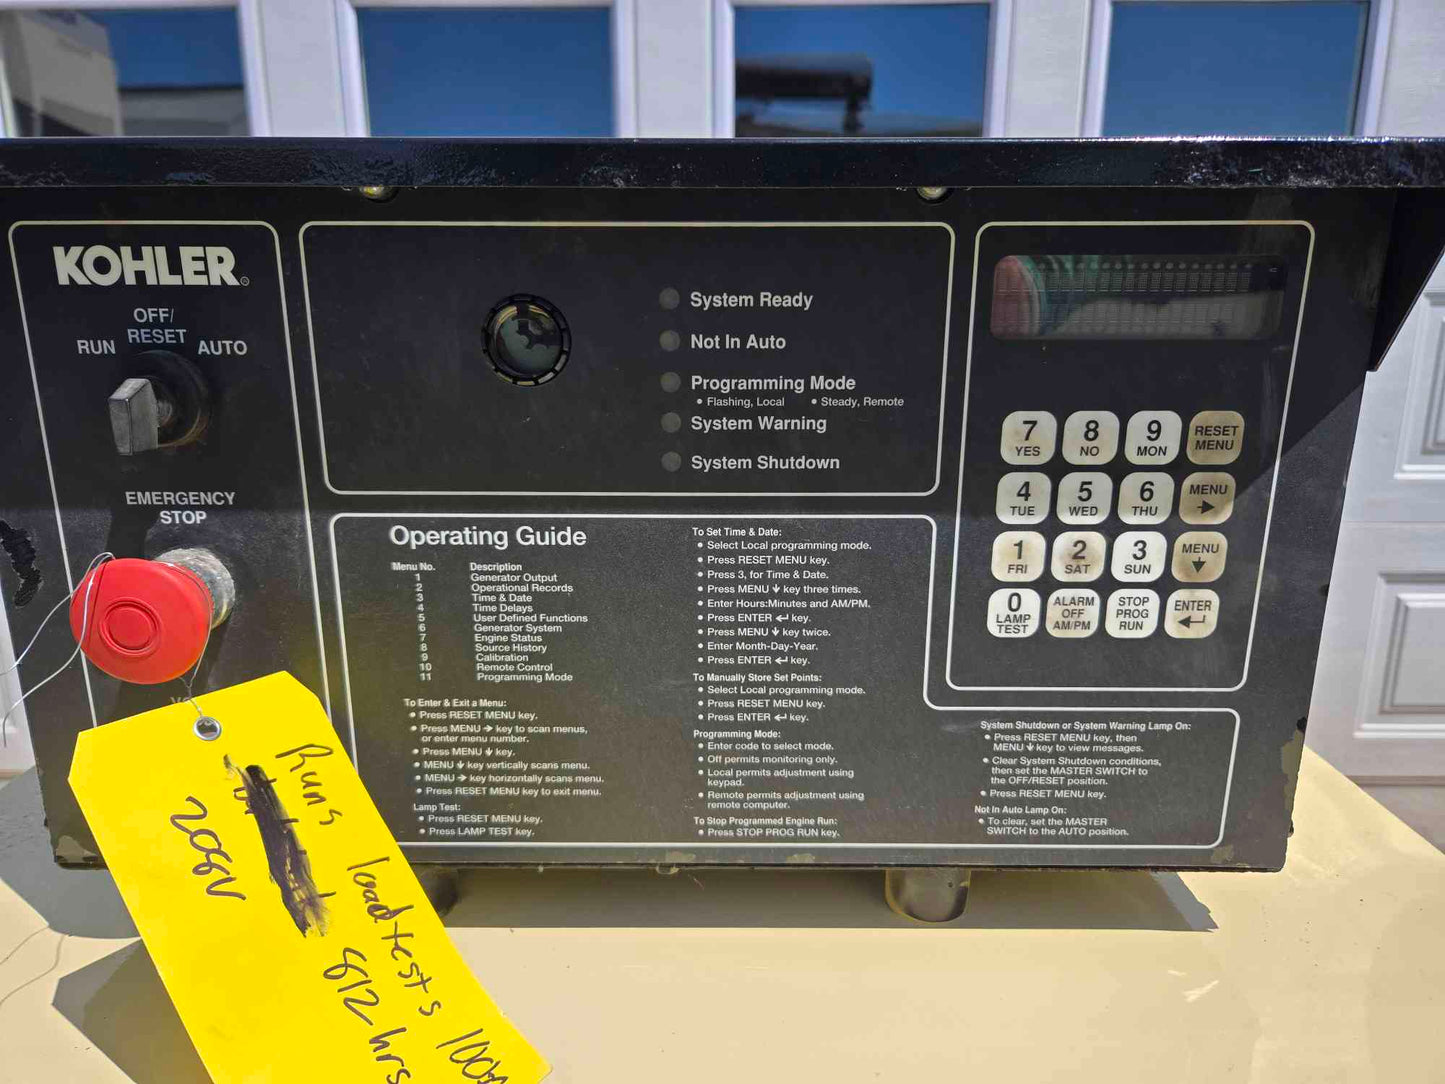 KOHLER®
OFF/
RESET
RUN
AUTO
EMERGENCY
STOP
System Ready
Not In Auto
Programming Mode
• Flashing, Local • Steady, Remote
System Warning
System Shutdown
7 YES
8 NO
9 MON
RESET MENU
4 TUE
5 WED
6 THU
MENU →
1 FRI
2 SAT
3 SUN
MENU ↓
0 LAMP TEST
ALARM OFF AM/PM
STOP PROG RUN
ENTER ↵
Operating Guide
Menu No. Description
1 Generator Output
2 Operational Records
3 Time & Date
4 Time Delays
5 User Defined Functions
6 Generator System
7 Engine Status
8 Source History
9 Calibration
10 Remote Control
11 Programming Mode
To Enter & Exit a Menu:
• Press RESET MENU key.
• Press MENU → key to scan menus,
or enter menu number.
• Press MENU ↓ key.
• MENU ↓ key vertically scans menu.
• MENU → key horizontally scans menu.
• Press RESET MENU key to exit menu.
Lamp Test:
• Press RESET MENU key.
• Press LAMP TEST key.
To Set Time & Date:
• Select Local programming mode.
• Press RESET MENU key.
• Press 3, for Time & Date.
• Press MENU ↓ key three times.
• Enter Hours:Minutes and AM/PM.
• Press ENTER ↵ key.
• Press MENU ↓ key twice.
• Enter Month-Day-Year.
• Press ENTER ↵ key.
To Manually Store Set Points:
• Select Local programming mode.
• Press RESET MENU key.
• Press ENTER ↵ key.
Programming Mode:
• Enter code to select mode.
• Off permits monitoring only.
• Local permits adjustment using
keypad.
• Remote permits adjustment using
remote computer.
To Stop Programmed Engine Run:
• Press STOP PROG RUN key.
System Shutdown or System Warning Lamp On:
• Press RESET MENU key, then
MENU ↓ key to view messages.
• Clear System Shutdown conditions,
then set the MASTER SWITCH to
the OFF/RESET position.
• Press RESET MENU key.
Not In Auto Lamp On:
• To clear, set the MASTER
SWITCH to the AUTO position.
Runs load tests
812 hrs
208V